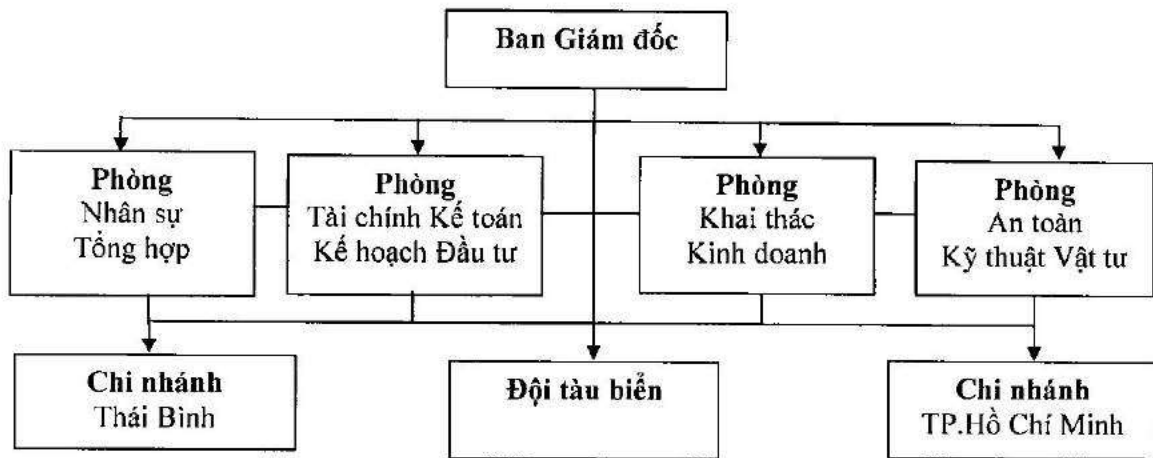 Ban Giám đốc
Phòng
Nhân sự
Tổng hợp
Phòng
Tài chính Kế toán
Kế hoạch Đầu tư
Phòng
Khai thác
Kinh doanh
Phòng
An toàn
Kỹ thuật Vật tư
Chi nhánh
Thái Bình
Đội tàu biển
Chi nhánh
TP.Hồ Chí Minh